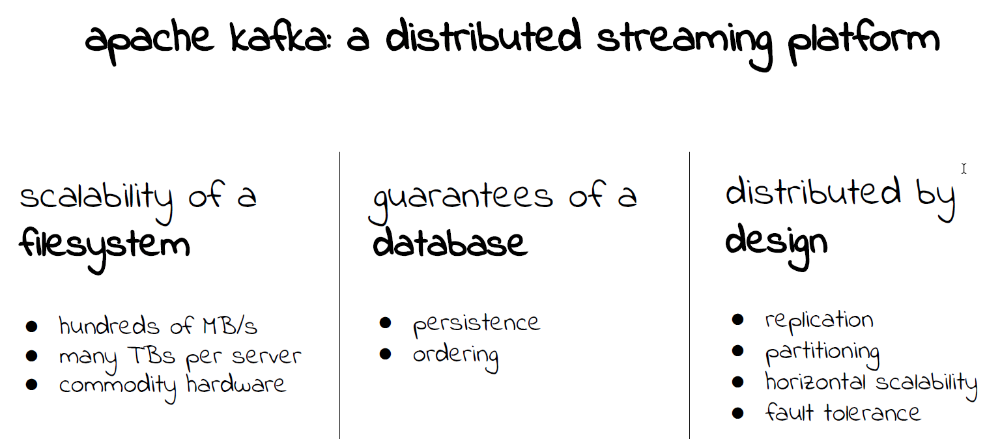 apache kafka: a distributed streaming platform
scalability of a
filesystem
● hundreds of MB/s
● many TBs per server
● commodity hardware
guarantees of a
database
● persistence
● ordering
distributed by
design
● replication
● partitioning
● horizontal scalability
● fault tolerance